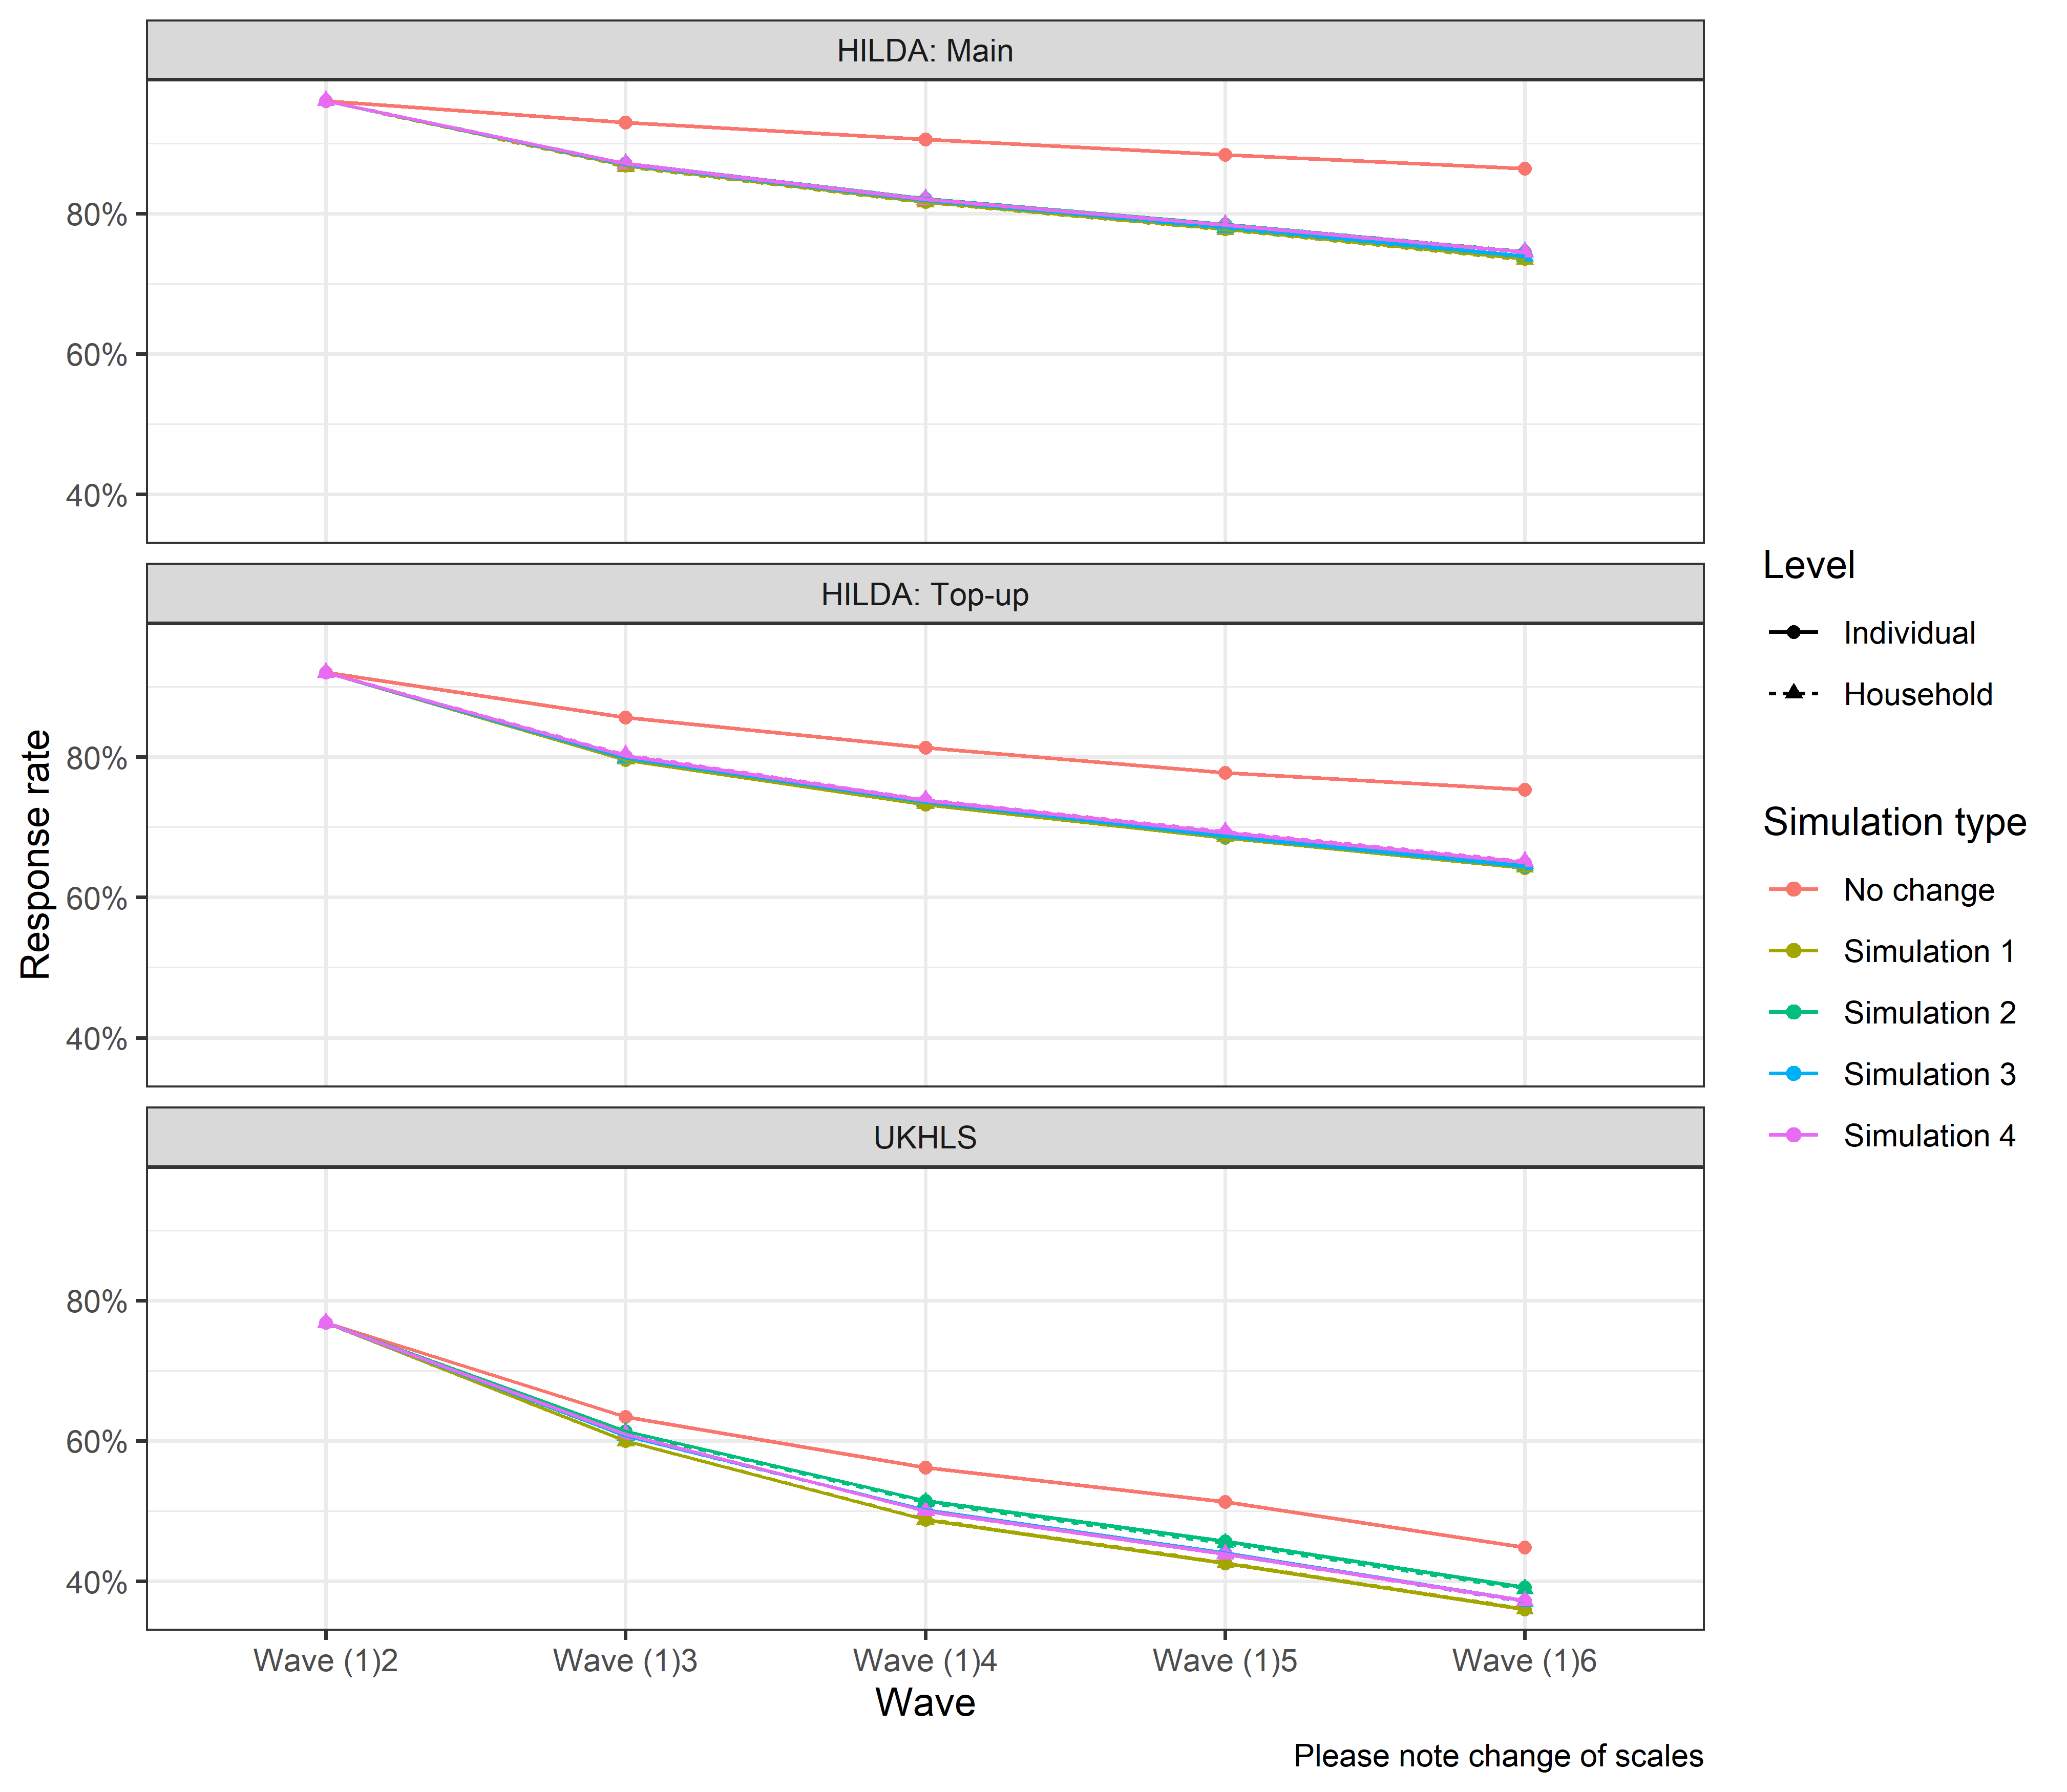 HILDA: Main
80%
60%
40%
HILDA: Top-up
80%
60%
40%
UKHLS
80%
60%
40%
Response rate
Wave (1)2
Wave (1)3
Wave (1)4
Wave (1)5
Wave (1)6
Wave
Please note change of scales
Level
Individual
Household
Simulation type
No change
Simulation 1
Simulation 2
Simulation 3
Simulation 4